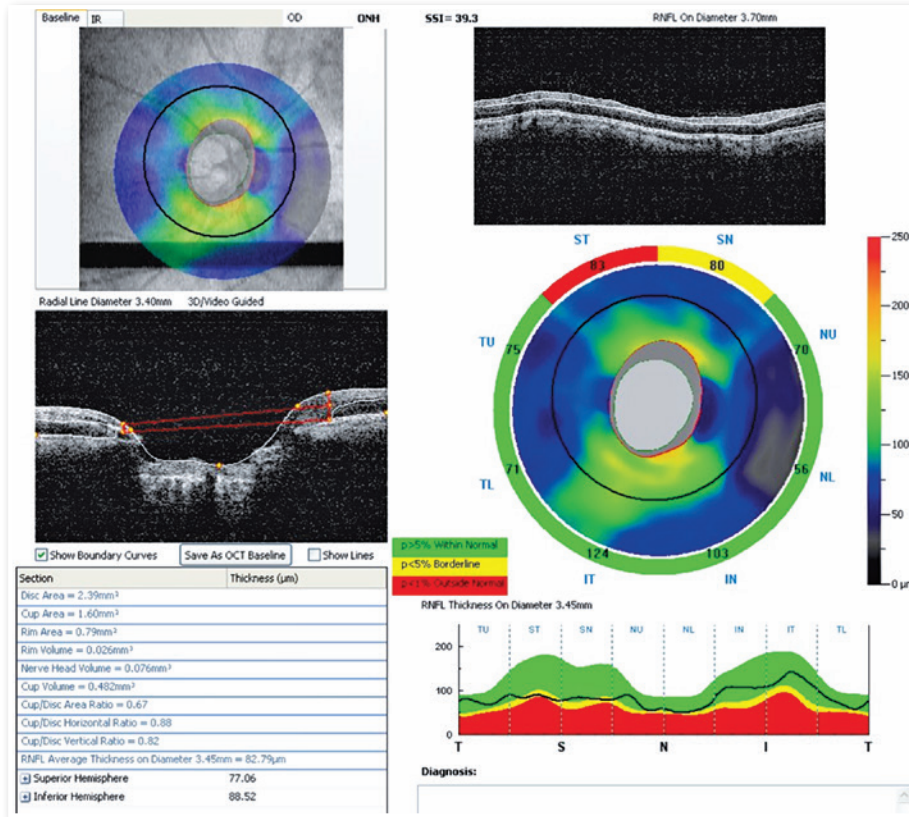 Baseline IR OD ONH
SSI= 39.3 RNFL On Diameter 3.70mm
Radial Line Diameter 3.40mm 3D/Video Guided
ST SN
83 80
TU NU
75 70
TL NL
71 56
124 103
IT IN
250
200
150
100
50
0 µm
Show Boundary Curves Save As OCT Baseline Show Lines
p>5% Within Normal
p<5% Borderline
p<1% Outside Normal
Section Thickness (µm)
Disc Area = 2.39mm²
Cup Area = 1.60mm²
Rim Area = 0.79mm²
Rim Volume = 0.026mm³
Nerve Head Volume = 0.076mm³
Cup Volume = 0.482mm³
Cup/Disc Area Ratio = 0.67
Cup/Disc Horizontal Ratio = 0.88
Cup/Disc Vertical Ratio = 0.82
RNFL Average Thickness on Diameter 3.45mm = 82.79µm
Superior Hemisphere 77.06
Inferior Hemisphere 88.52
RNFL Thickness On Diameter 3.45mm
TU ST SN NU NL IN IT TL
200
100
0
T S N I T
Diagnosis: